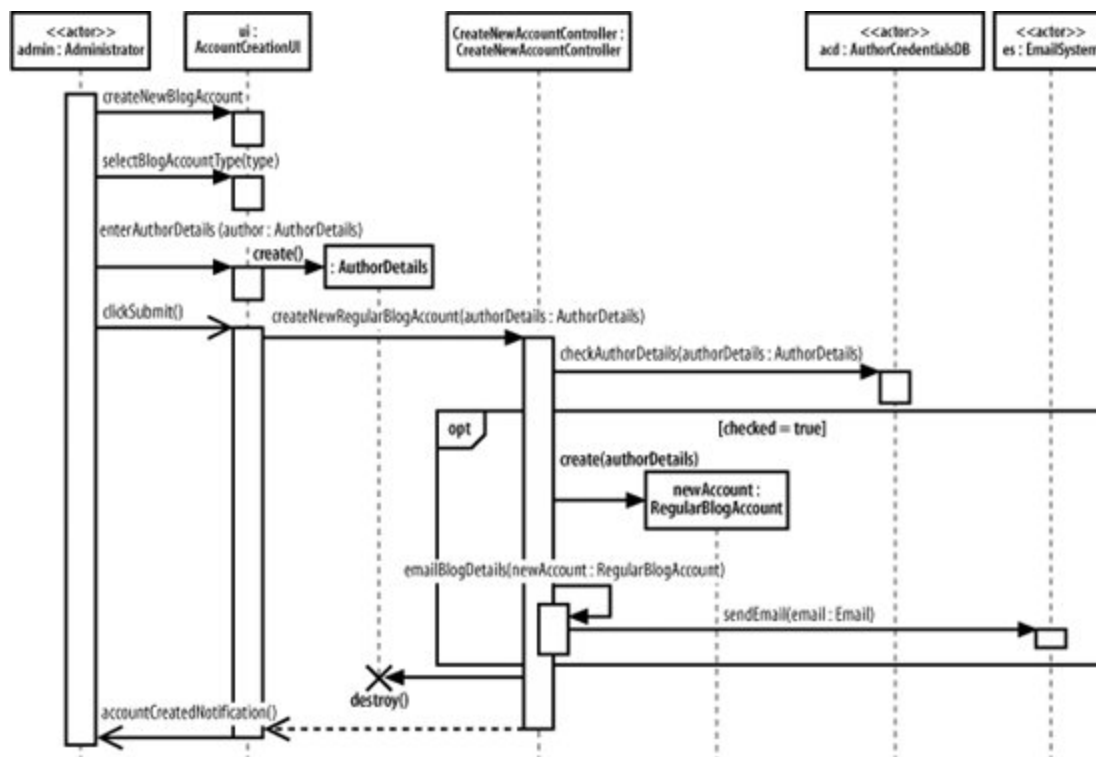 <<actor>>
admin : Administrator
ui :
AccountCreationUI
CreateNewAccountController :
CreateNewAccountController
<<actor>>
acd : AuthorCredentialsDB
<<actor>>
es : EmailSystem
createNewBlogAccount
selectBlogAccountType(type)
enterAuthorDetails (author : AuthorDetails)
create()
: AuthorDetails
clickSubmit()
createNewRegularBlogAccount(authorDetails : AuthorDetails)
checkAuthorDetails(authorDetails : AuthorDetails)
opt
[checked = true]
create(authorDetails)
newAccount :
RegularBlogAccount
emailBlogDetails(newAccount : RegularBlogAccount)
sendEmail(email : Email)
destroy()
accountCreatedNotification()